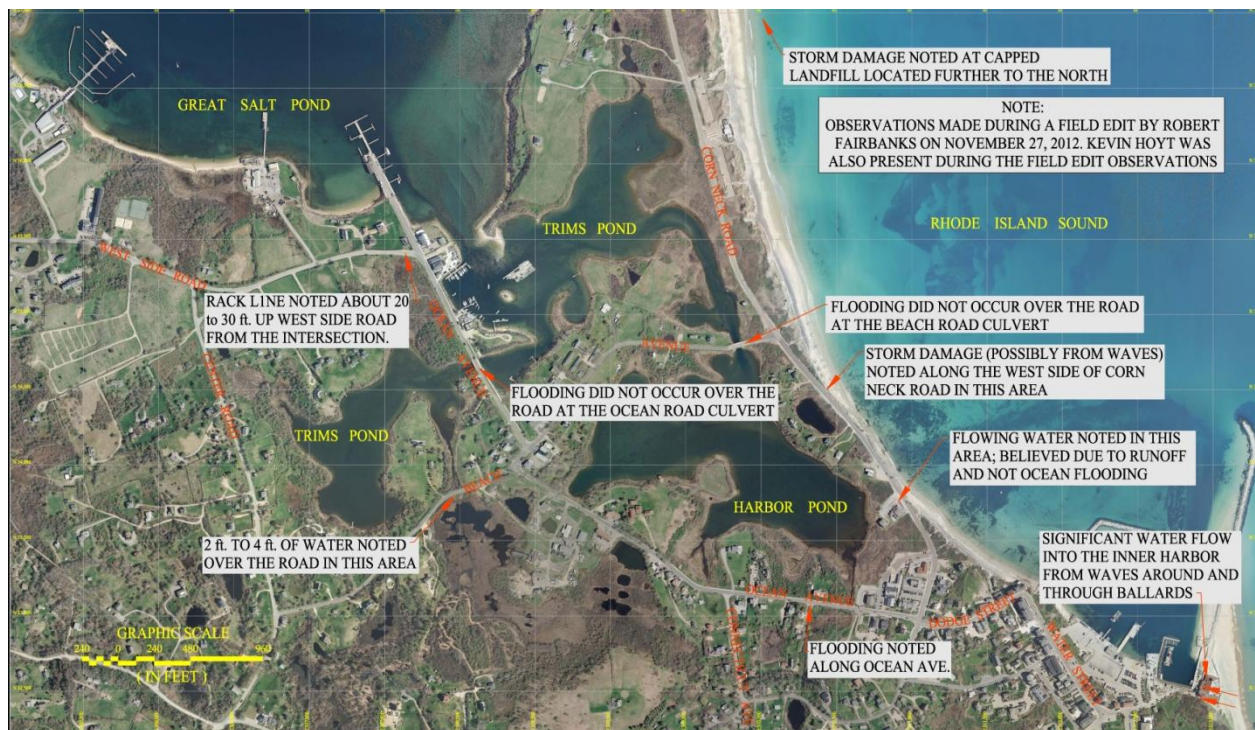 STORM DAMAGE NOTED AT CAPPED
LANDFILL LOCATED FURTHER TO THE NORTH
GREAT SALT POND
NOTE:
OBSERVATIONS MADE DURING A FIELD EDIT BY ROBERT
FAIRBANKS ON NOVEMBER 27, 2012. KEVIN HOYT WAS
ALSO PRESENT DURING THE FIELD EDIT OBSERVATIONS
CORN NECK ROAD
TRIMS POND
RHODE ISLAND SOUND
WEST SIDE ROAD
RACK L1NE NOTED ABOUT 20
to 30 ft. UP WEST SIDE ROAD
FROM THE INTERSECTION.
FLOODING DID NOT OCCUR OVER THE ROAD
AT THE BEACH ROAD CULVERT
STORM DAMAGE (POSSIBLY FROM WAVES)
NOTED ALONG THE WEST SIDE OF CORN
NECK ROAD IN THIS AREA
FLOODING DID NOT OCCUR OVER THE
ROAD AT THE OCEAN ROAD CULVERT
TRIMS POND
FLOWING WATER NOTED IN THIS
AREA; BELIEVED DUE TO RUNOFF
AND NOT OCEAN FLOODING
HARBOR POND
2 ft. TO 4 ft. OF WATER NOTED
OVER THE ROAD IN THIS AREA
SIGNIFICANT WATER FLOW
INTO THE INNER HARBOR
FROM WAVES AROUND AND
THROUGH BALLARDS
DODGE STREET
WATER STREET
FLOODING NOTED
ALONG OCEAN AVE.
GRAPHIC SCALE
240 0 240 480 960
( IN FEET )